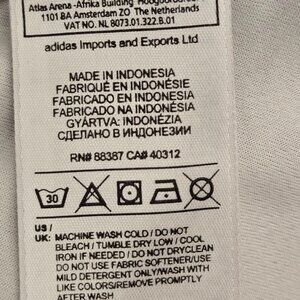 Atlas Arena -Afrika Building Hoogoorddreef
1101 BA Amsterdam ZO The Netherlands
VAT NO. NL 8073.01.322.B.01
adidas Imports and Exports Ltd
MADE IN INDONESIA
FABRIQUÉ EN INDONÉSIE
FABRICADO EN INDONESIA
FABRICADO NA INDONÉSIA
GYÁRTVA: INDONÉZIA
СДЕЛАНО В ИНДОНЕЗИИ
RN# 88387 CA# 40312
30
US /
UK: MACHINE WASH COLD / DO NOT
BLEACH / TUMBLE DRY LOW / COOL
IRON IF NEEDED / DO NOT DRYCLEAN
DO NOT USE FABRIC SOFTENER/USE
MILD DETERGENT ONLY/WASH WITH
LIKE COLORS/REMOVE PROMPTLY
AFTER WASH